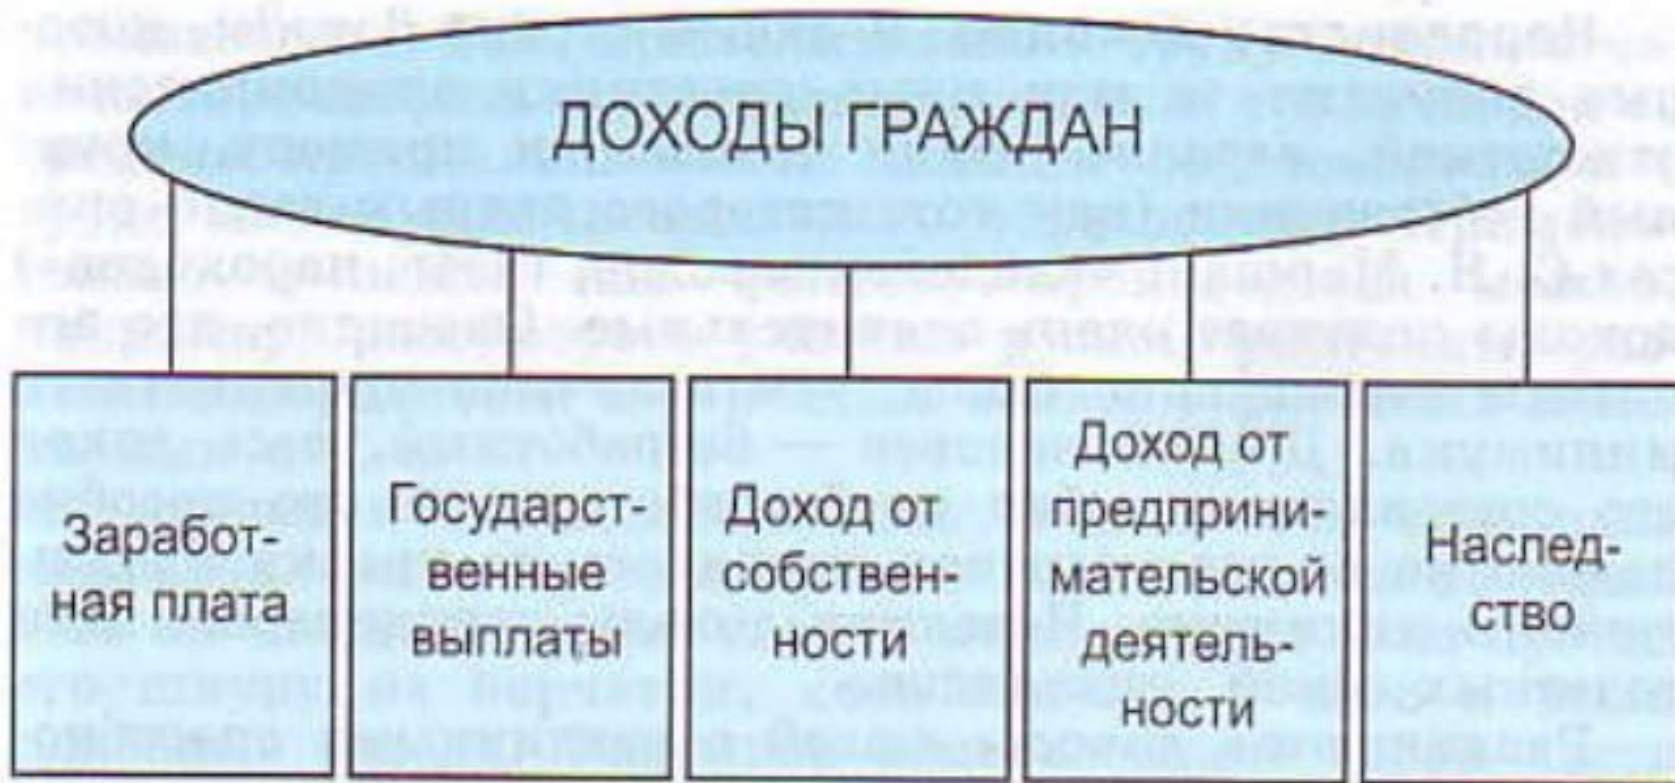 ДОХОДЫ ГРАЖДАН
Заработ-
ная плата
Государст-
венные
выплаты
Доход от
собствен-
ности
Доход от
предприни-
мательской
деятель-
ности
Наслед-
ство